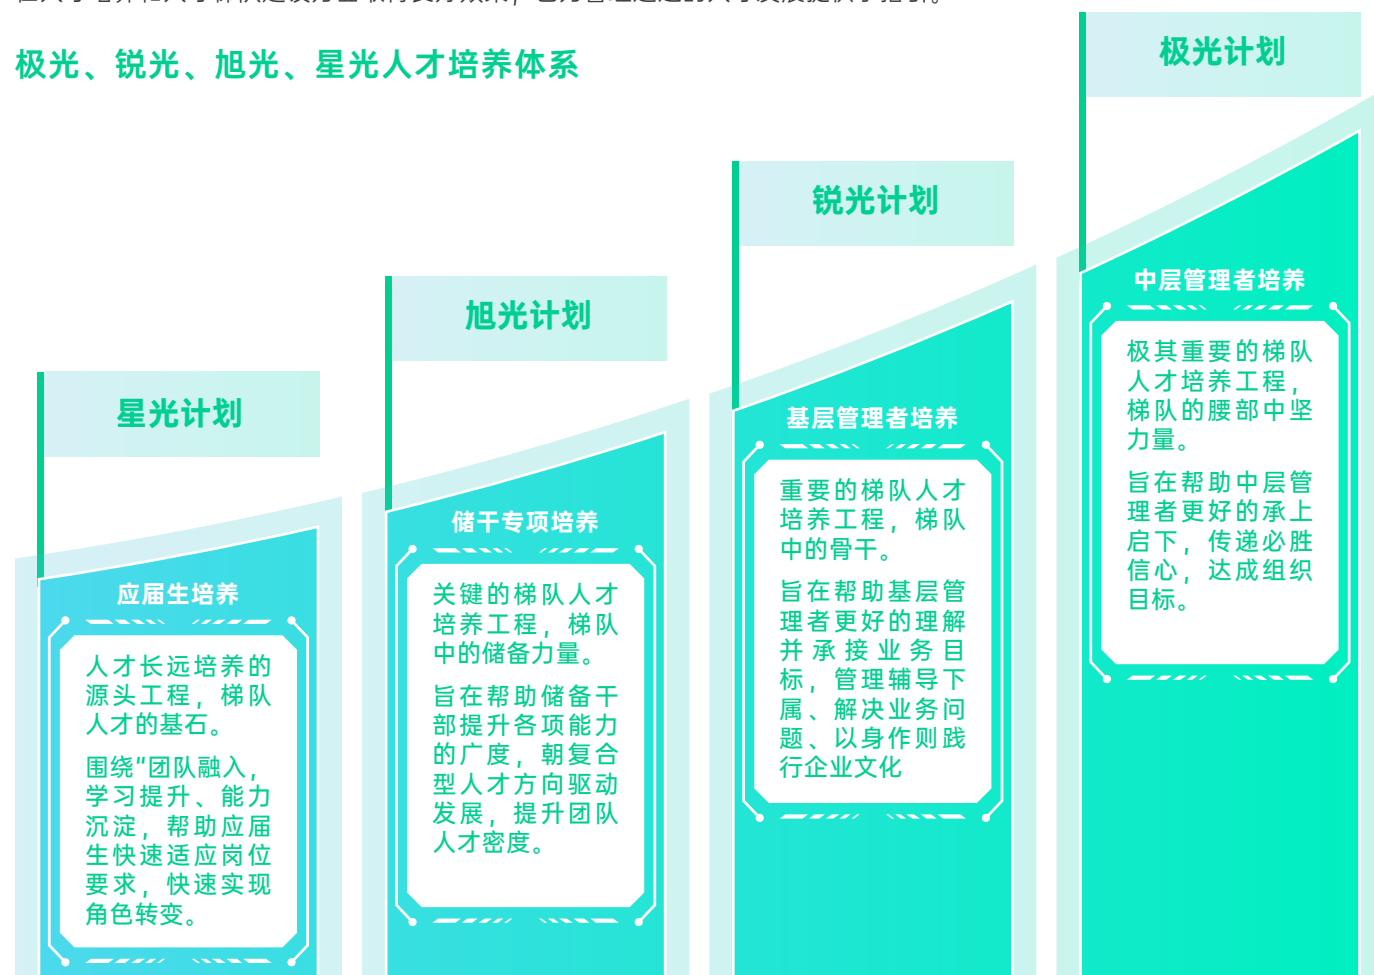 极光、锐光、旭光、星光人才培养体系
星光计划
应届生培养
人才长远培养的
源头工程，梯队
人才的基石。
围绕“团队融入，
学习提升、能力
沉淀，帮助应届
生快速适应岗位
要求，快速实现
角色转变。
旭光计划
储干专项培养
关键的梯队人才
培养工程，梯队
中的储备力量。
旨在帮助储备干
部提升各项能力
的广度，朝复合
型人才方向驱动
发展，提升团队
人才密度。
锐光计划
基层管理者培养
重要的梯队人才
培养工程，梯队
中的骨干。
旨在帮助基层管
理者更好的理解
并承接业务目
标，管理辅导下
属、解决业务问
题、以身作则践
行企业文化
极光计划
中层管理者培养
极其重要的梯队
人才培养工程，
梯队的腰部中坚
力量。
旨在帮助中层管
理者更好的承上
启下，传递必胜
信心，达成组织
目标。